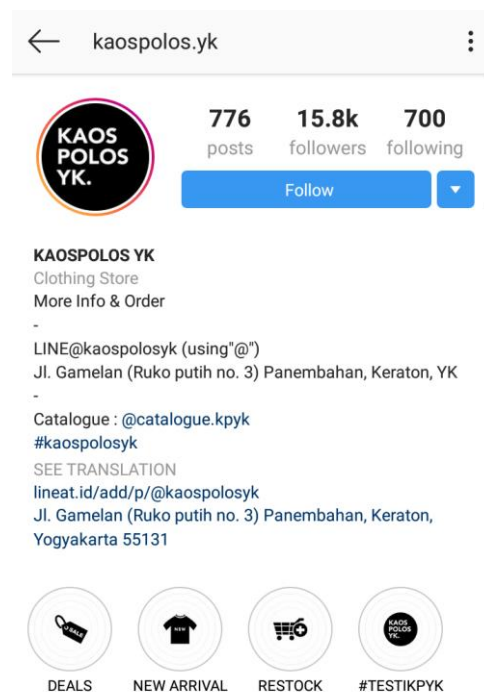 kaospolos.yk
KAOS
POLOS
YK.
776 15.8k 700
posts followers following
Follow
KAOSPOLOS YK
Clothing Store
More Info & Order
-
LINE@kaospolosyk (using"@")
Jl. Gamelan (Ruko putih no. 3) Panembahan, Keraton, YK
-
Catalogue : @catalogue.kpyk
#kaospolosyk
SEE TRANSLATION
lineat.id/add/p/@kaospolosyk
Jl. Gamelan (Ruko putih no. 3) Panembahan, Keraton,
Yogyakarta 55131
SALE
NEW
KAOS
POLOS
YK.
DEALS NEW ARRIVAL RESTOCK #TESTIKPYK